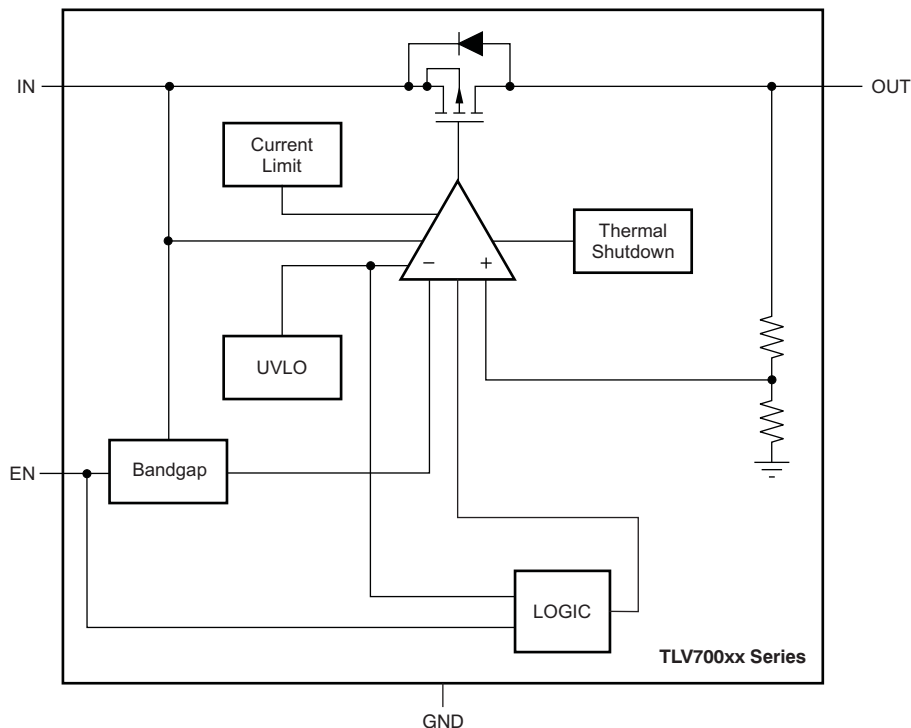 IN
OUT
Current
Limit
Thermal
Shutdown
− +
UVLO
EN
Bandgap
LOGIC
TLV700xx Series
GND